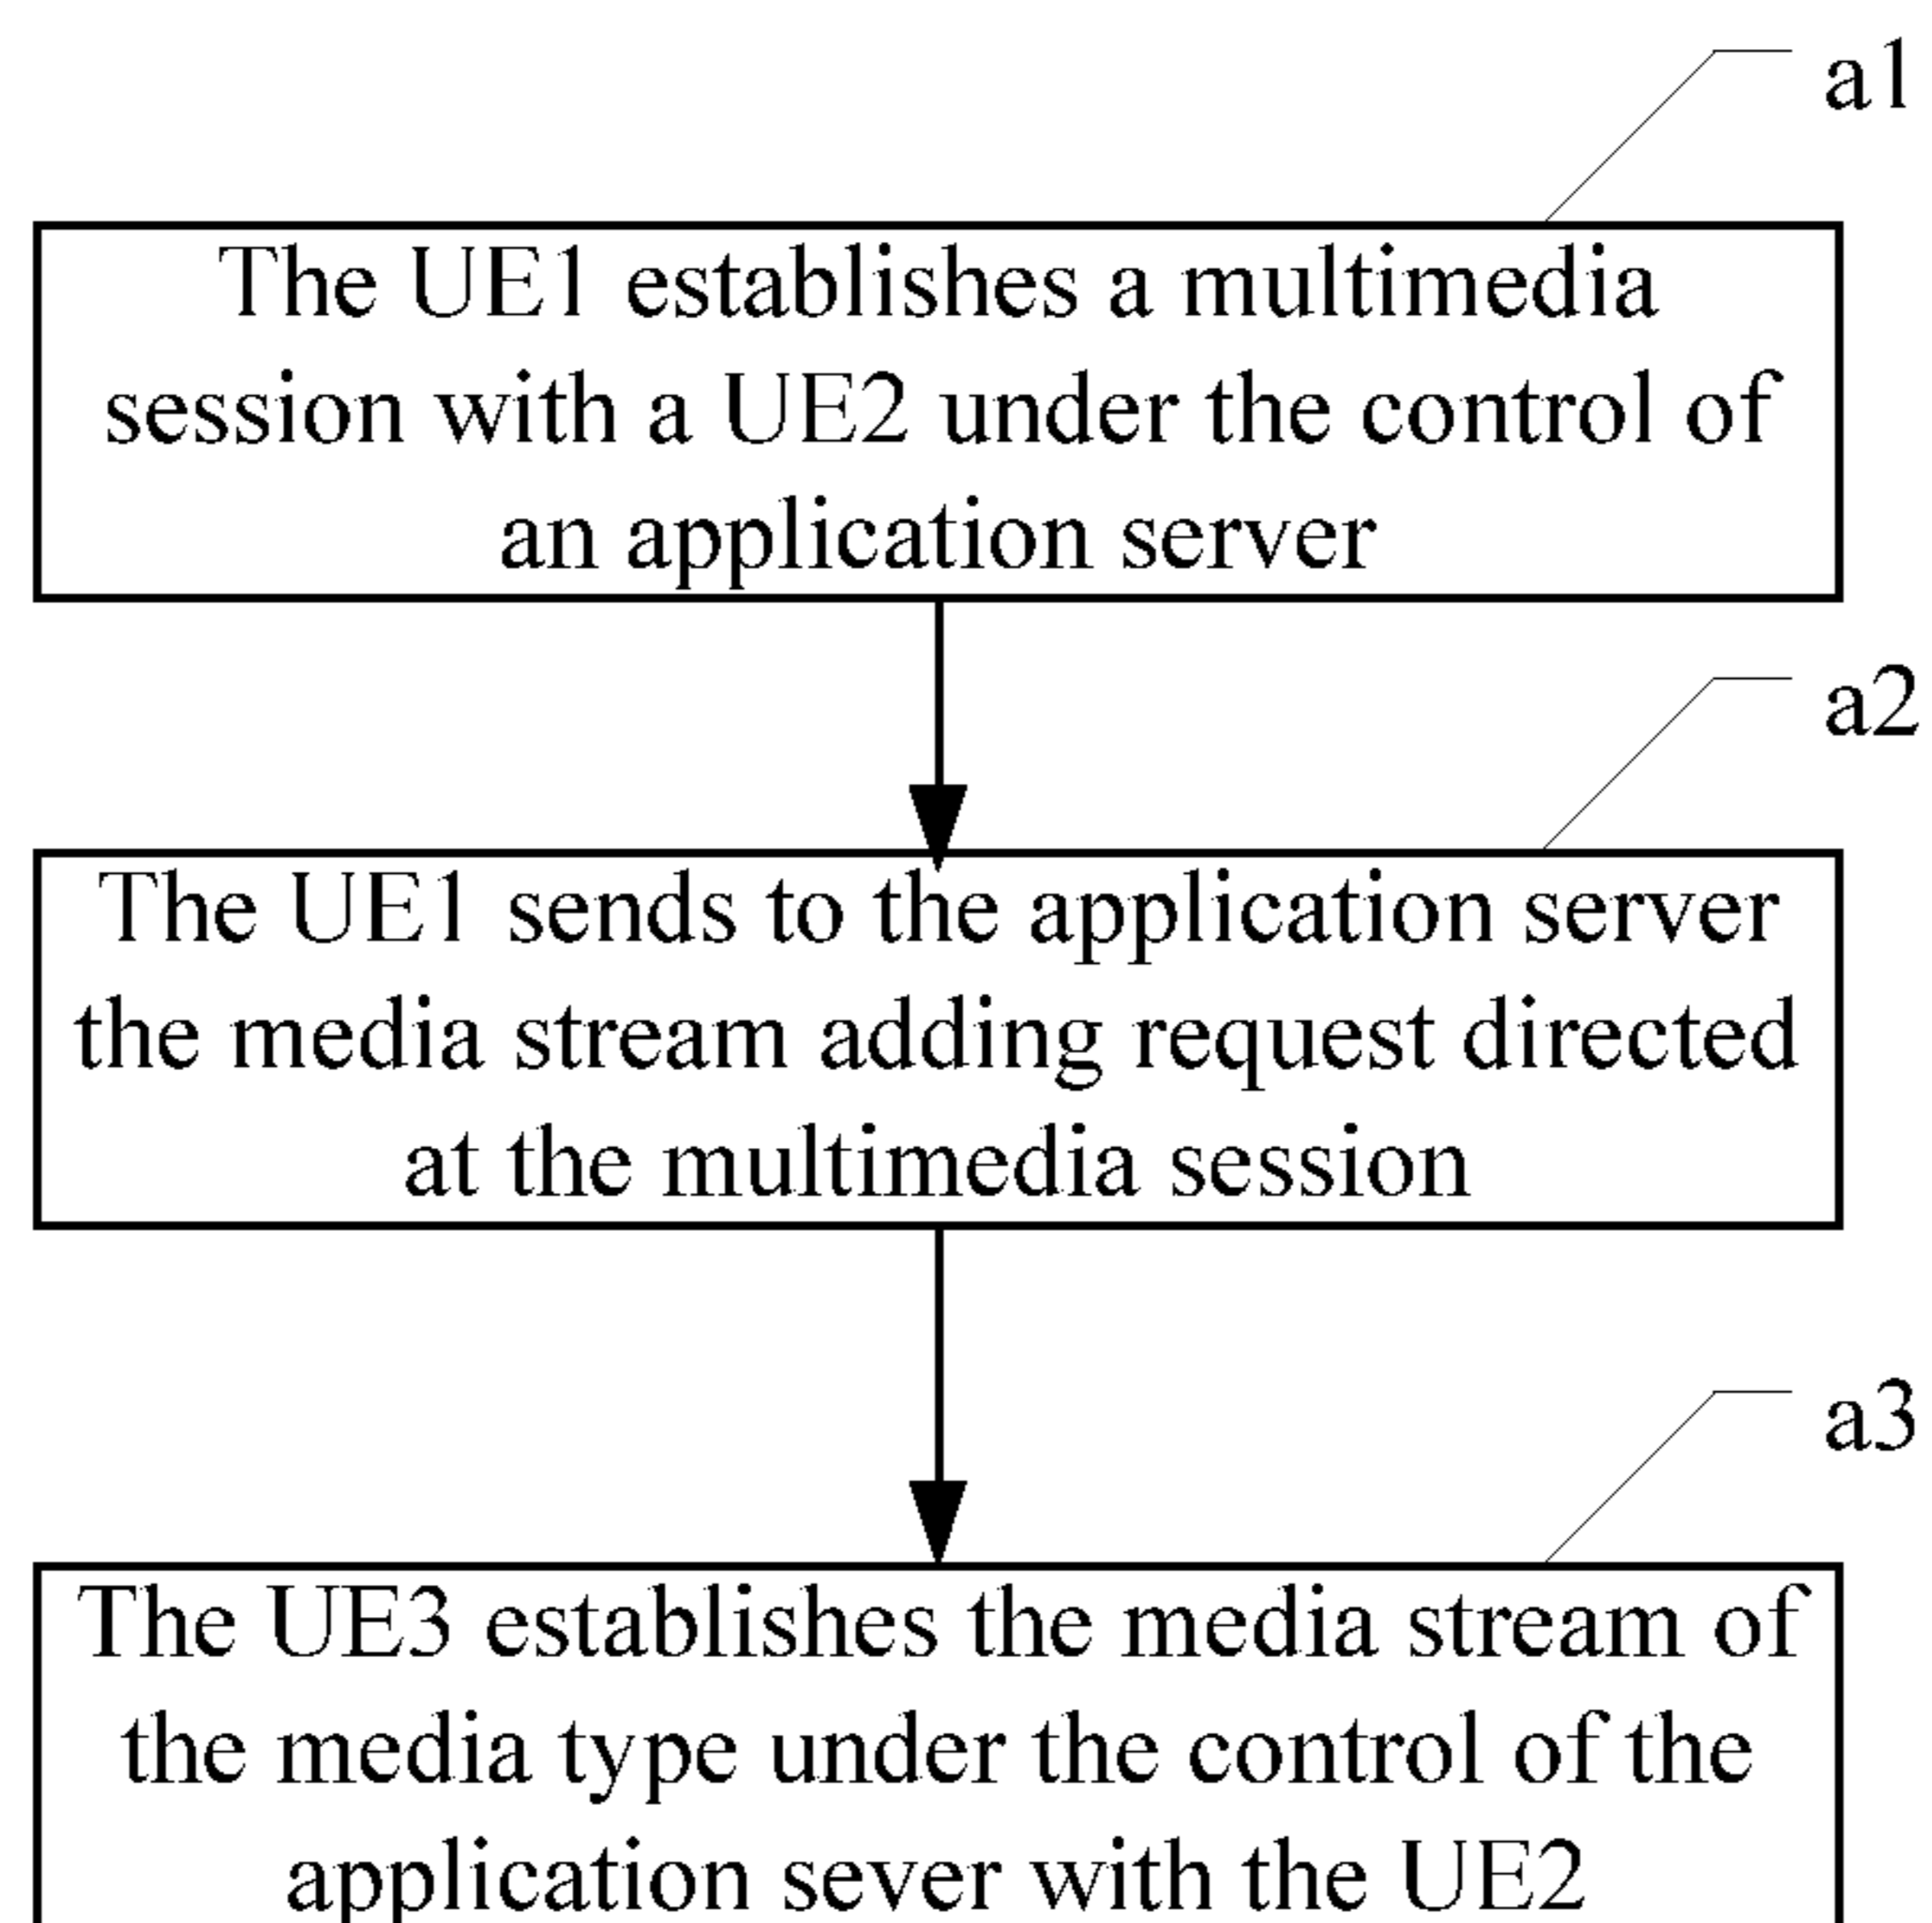 a1
The UE1 establishes a multimedia
session with a UE2 under the control of
an application server
a2
The UE1 sends to the application server
the media stream adding request directed
at the multimedia session
a3
The UE3 establishes the media stream of
the media type under the control of the
application sever with the UE2